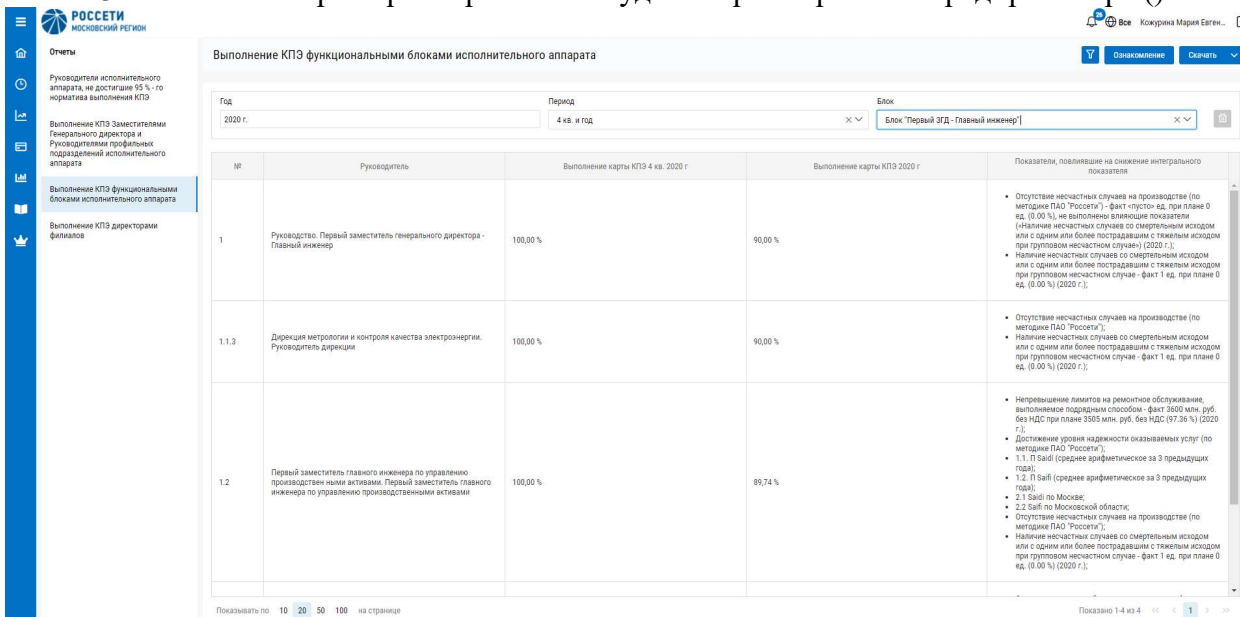 РОССЕТИ
МОСКОВСКИЙ РЕГИОН
26
Все Кожурина Мария Евген...
Отчеты
Руководители исполнительного
аппарата, не достигшие 95 % - го
норматива выполнения КПЭ
Выполнение КПЭ Заместителями
Генерального директора и
Руководителями профильных
подразделений исполнительного
аппарата
Выполнение КПЭ функциональными
блоками исполнительного аппарата
Выполнение КПЭ директорами
филиалов
Выполнение КПЭ функциональными блоками исполнительного аппарата
Ознакомление
Скачать
Год
Период
Блок
2020 г.
4 кв. и год
Блок "Первый ЗГД - Главный инженер"
№
Руководитель
Выполнение карты КПЭ 4 кв. 2020 г
Выполнение карты КПЭ 2020 г
Показатели, повлиявшие на снижение интегрального
показателя
1
Руководство. Первый заместитель генерального директора -
Главный инженер
100,00 %
90,00 %
• Отсутствие несчастных случаев на производстве (по
методике ПАО "Россети") - факт <пусто> ед. при плане 0
ед. (0.00 %), не выполнены влияющие показатели
(«Наличие несчастных случаев со смертельным исходом
или с одним или более пострадавшим с тяжелым исходом
при групповом несчастном случае») (2020 г.);
• Наличие несчастных случаев со смертельным исходом
или с одним или более пострадавшим с тяжелым исходом
при групповом несчастном случае - факт 1 ед. при плане 0
ед. (0.00 %) (2020 г.);
1.1.3
Дирекция метрологии и контроля качества электроэнергии.
Руководитель дирекции
100,00 %
90,00 %
• Отсутствие несчастных случаев на производстве (по
методике ПАО "Россети");
• Наличие несчастных случаев со смертельным исходом
или с одним или более пострадавшим с тяжелым исходом
при групповом несчастном случае - факт 1 ед. при плане 0
ед. (0.00 %) (2020 г.);
1.2
Первый заместитель главного инженера по управлению
производствен ными активами. Первый заместитель главного
инженера по управлению производственными активами
100,00 %
89,74 %
• Непревышение лимитов на ремонтное обслуживание,
выполняемое подрядным способом - факт 3600 млн. руб.
без НДС при плане 3505 млн. руб. без НДС (97.36 %) (2020
г.);
• Достижение уровня надежности оказываемых услуг (по
методике ПАО "Россети");
• 1.1. П Saidi (среднее арифметическое за 3 предыдущих
года);
• 1.2. П Saifi (среднее арифметическое за 3 предыдущих
года);
• 2.1 Saidi по Москве;
• 2.2 Saifi по Московской области;
• Отсутствие несчастных случаев на производстве (по
методике ПАО "Россети");
• Наличие несчастных случаев со смертельным исходом
или с одним или более пострадавшим с тяжелым исходом
при групповом несчастном случае - факт 1 ед. при плане 0
ед. (0.00 %) (2020 г.);
Показывать по 10 20 50 100 на странице
Показано 1-4 из 4 << < 1 > >>